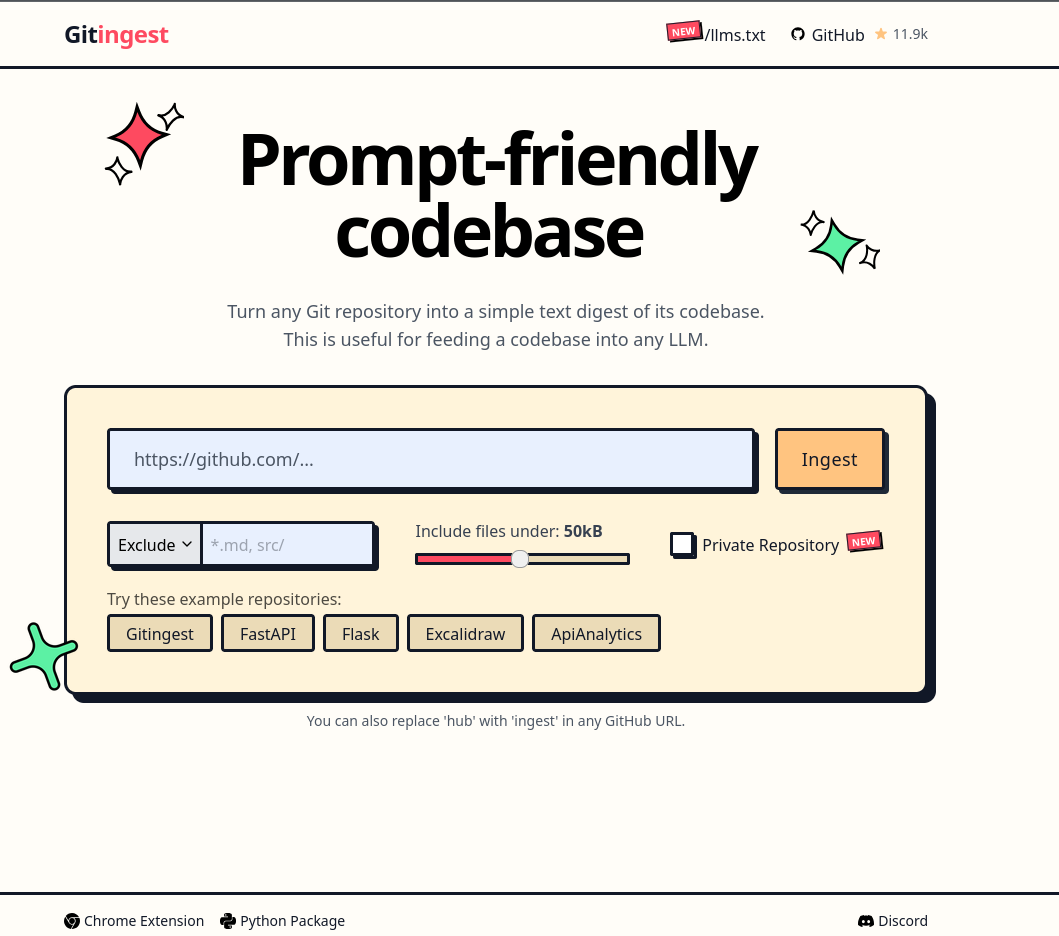 Gitingest
NEW /llms.txt GitHub 11.9k
Prompt-friendly
codebase
Turn any Git repository into a simple text digest of its codebase.
This is useful for feeding a codebase into any LLM.
https://github.com/... Ingest
Exclude *.md, src/ Include files under: 50kB Private Repository NEW
Try these example repositories:
Gitingest FastAPI Flask Excalidraw ApiAnalytics
You can also replace 'hub' with 'ingest' in any GitHub URL.
Chrome Extension Python Package Discord